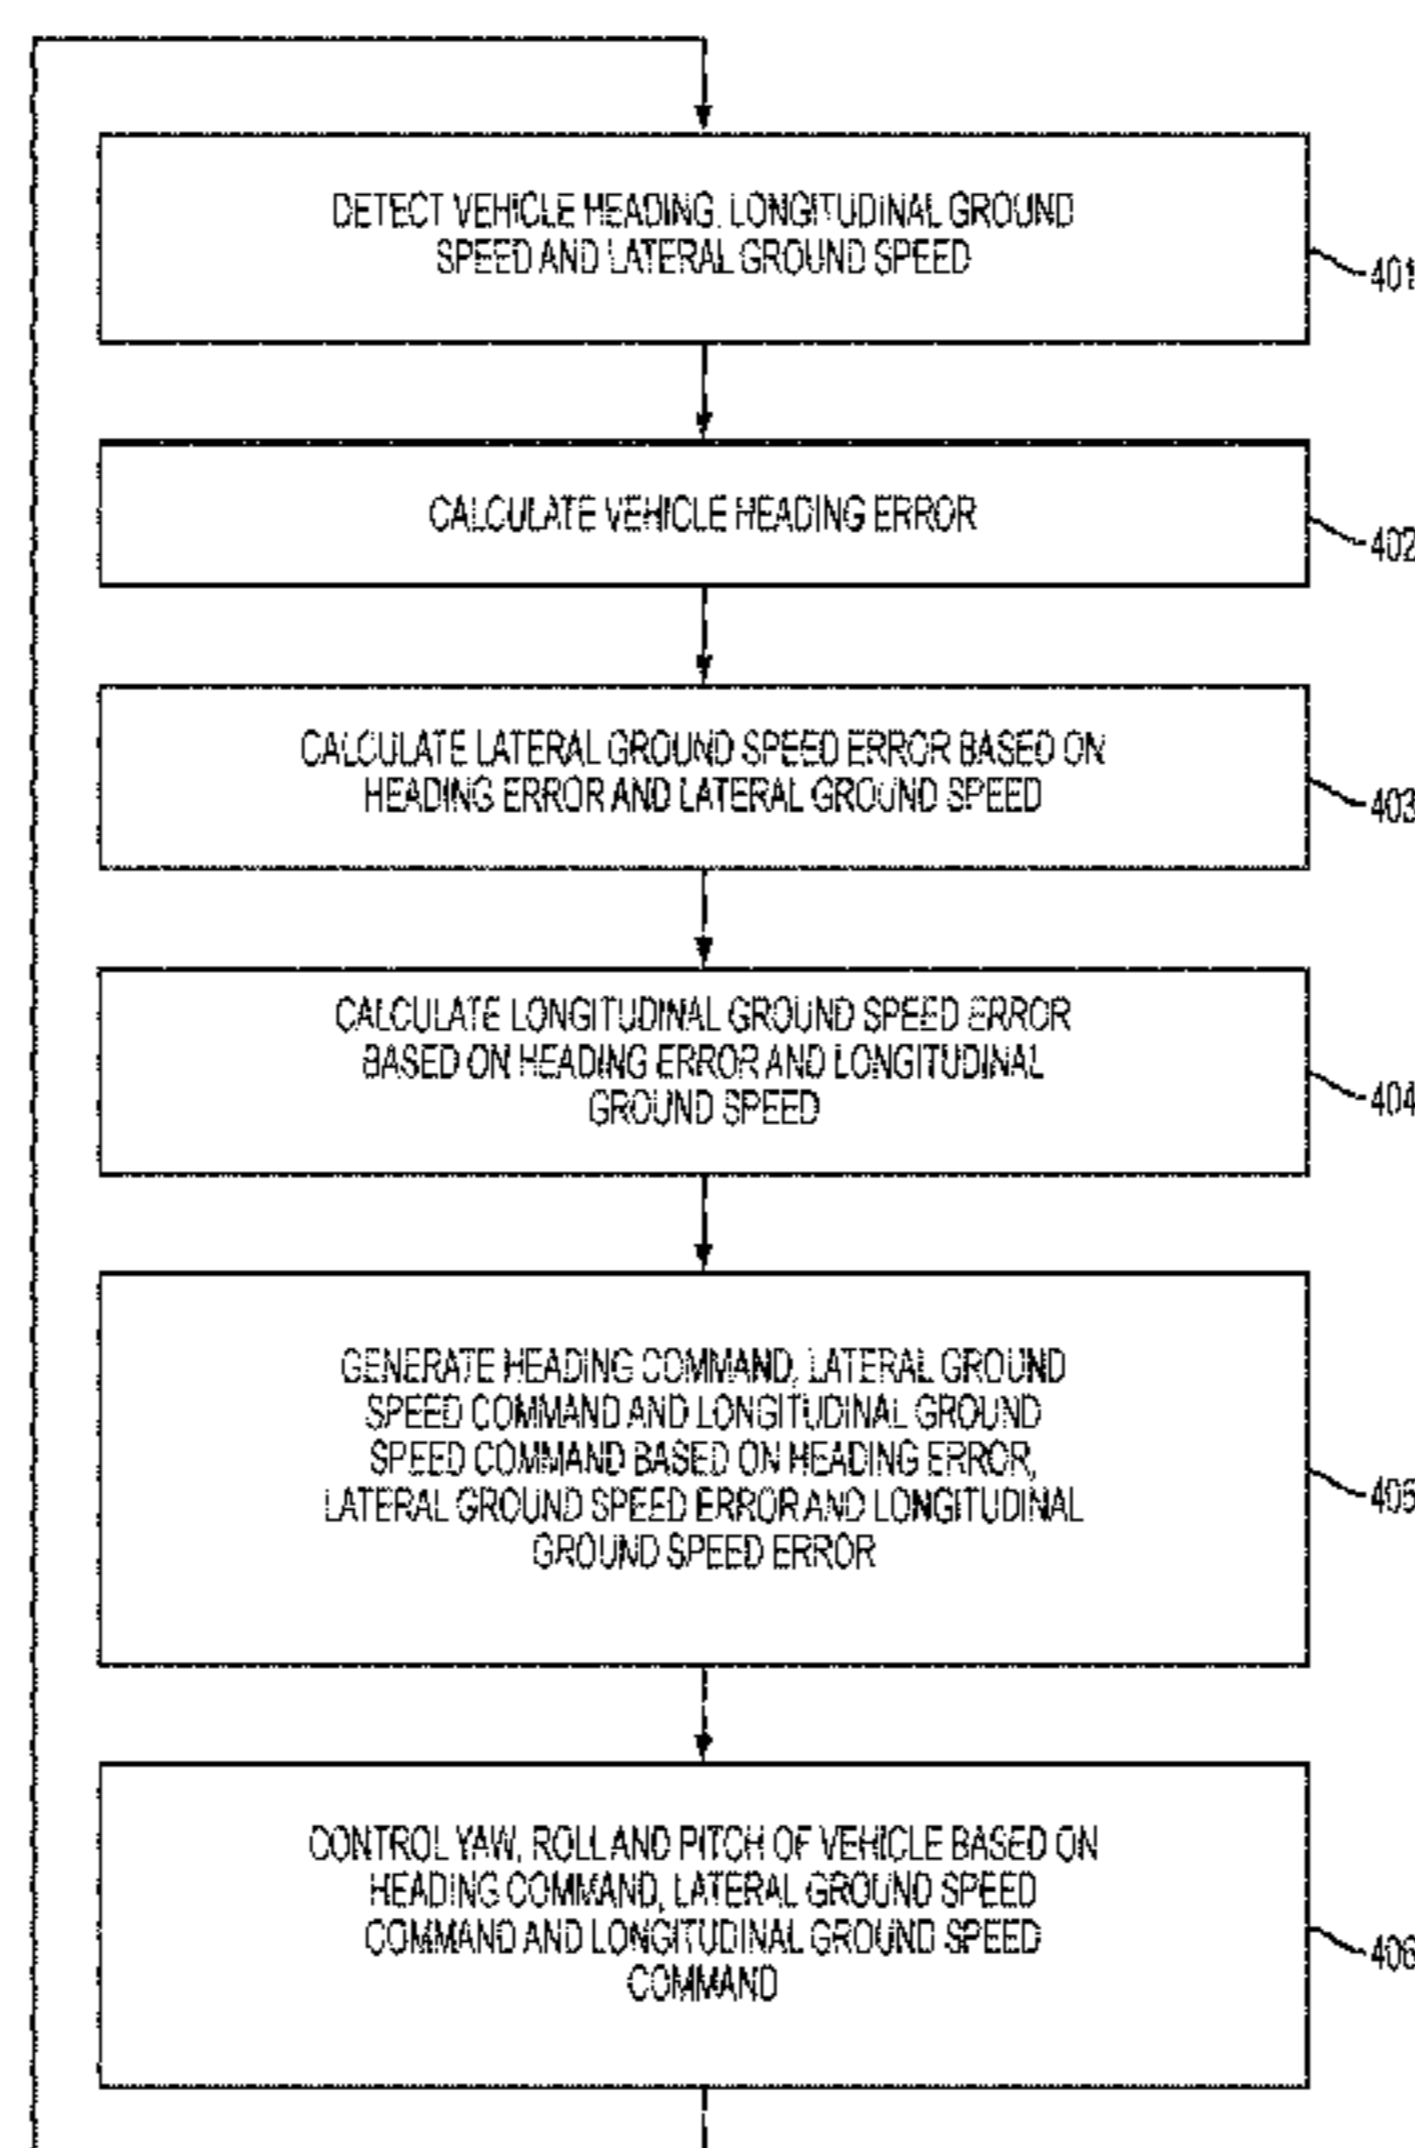 DETECT VEHICLE HEADING, LONGITUDINAL GROUND
SPEED AND LATERAL GROUND SPEED
401
CALCULATE VEHICLE HEADING ERROR
402
CALCULATE LATERAL GROUND SPEED ERROR BASED ON
HEADING ERROR AND LATERAL GROUND SPEED
403
CALCULATE LONGITUDINAL GROUND SPEED ERROR
BASED ON HEADING ERROR AND LONGITUDINAL
GROUND SPEED
404
GENERATE HEADING COMMAND, LATERAL GROUND
SPEED COMMAND AND LONGITUDINAL GROUND
SPEED COMMAND BASED ON HEADING ERROR,
LATERAL GROUND SPEED ERROR AND LONGITUDINAL
GROUND SPEED ERROR
405
CONTROL YAW, ROLL AND PITCH OF VEHICLE BASED ON
HEADING COMMAND, LATERAL GROUND SPEED
COMMAND AND LONGITUDINAL GROUND SPEED
COMMAND
406